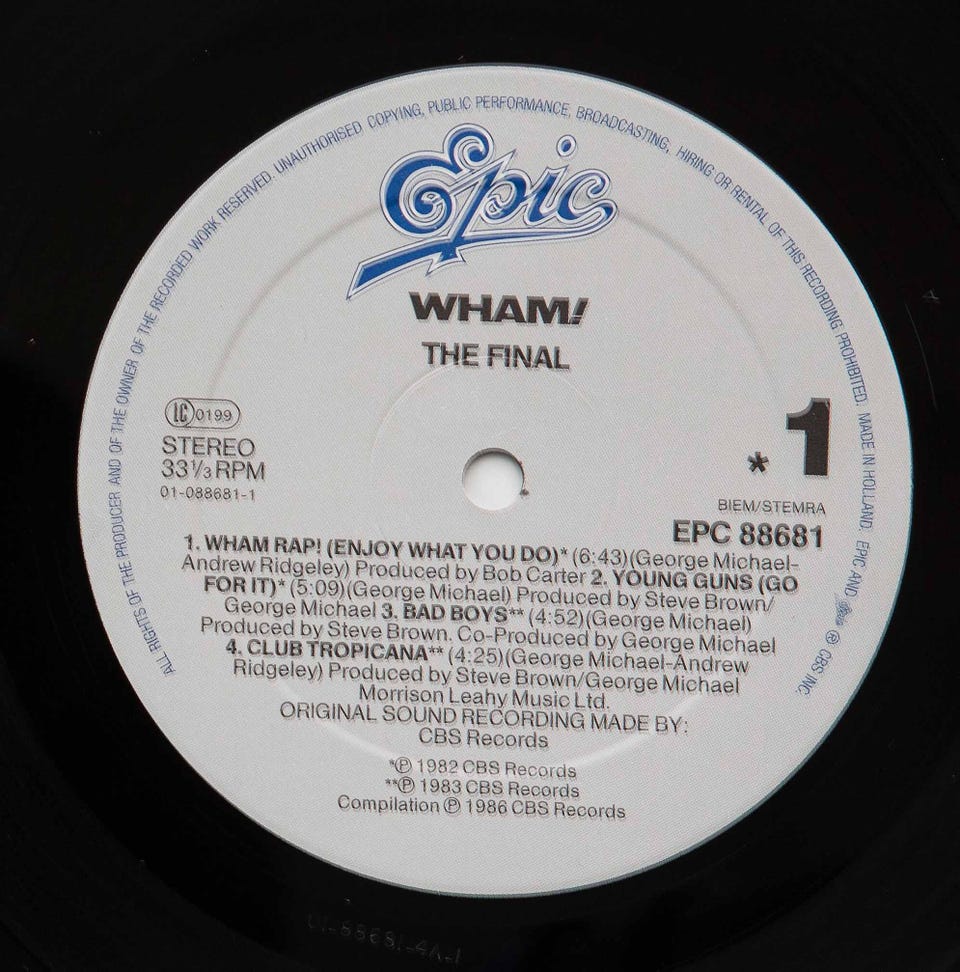 ALL RIGHTS OF THE PRODUCER AND OF THE OWNER OF THE RECORDED WORK RESERVED. UNAUTHORISED COPYING, PUBLIC PERFORMANCE, BROADCASTING, HIRING OR RENTAL OF THIS RECORDING PROHIBITED. MADE IN HOLLAND. EPIC AND Epic ® CBS INC.
Epic
WHAM!
THE FINAL
LC 0199
STEREO
33⅓ RPM
01-088681-1
* 1
BIEM/STEMRA
EPC 88681
1. WHAM RAP! (ENJOY WHAT YOU DO)* (6:43)(George Michael-
Andrew Ridgeley) Produced by Bob Carter 2. YOUNG GUNS (GO
FOR IT)* (5:09)(George Michael) Produced by Steve Brown/
George Michael 3. BAD BOYS** (4:52)(George Michael)
Produced by Steve Brown. Co-Produced by George Michael
4. CLUB TROPICANA** (4:25)(George Michael-Andrew
Ridgeley) Produced by Steve Brown/George Michael
Morrison Leahy Music Ltd.
ORIGINAL SOUND RECORDING MADE BY:
CBS Records
*℗ 1982 CBS Records
**℗ 1983 CBS Records
Compilation ℗ 1986 CBS Records